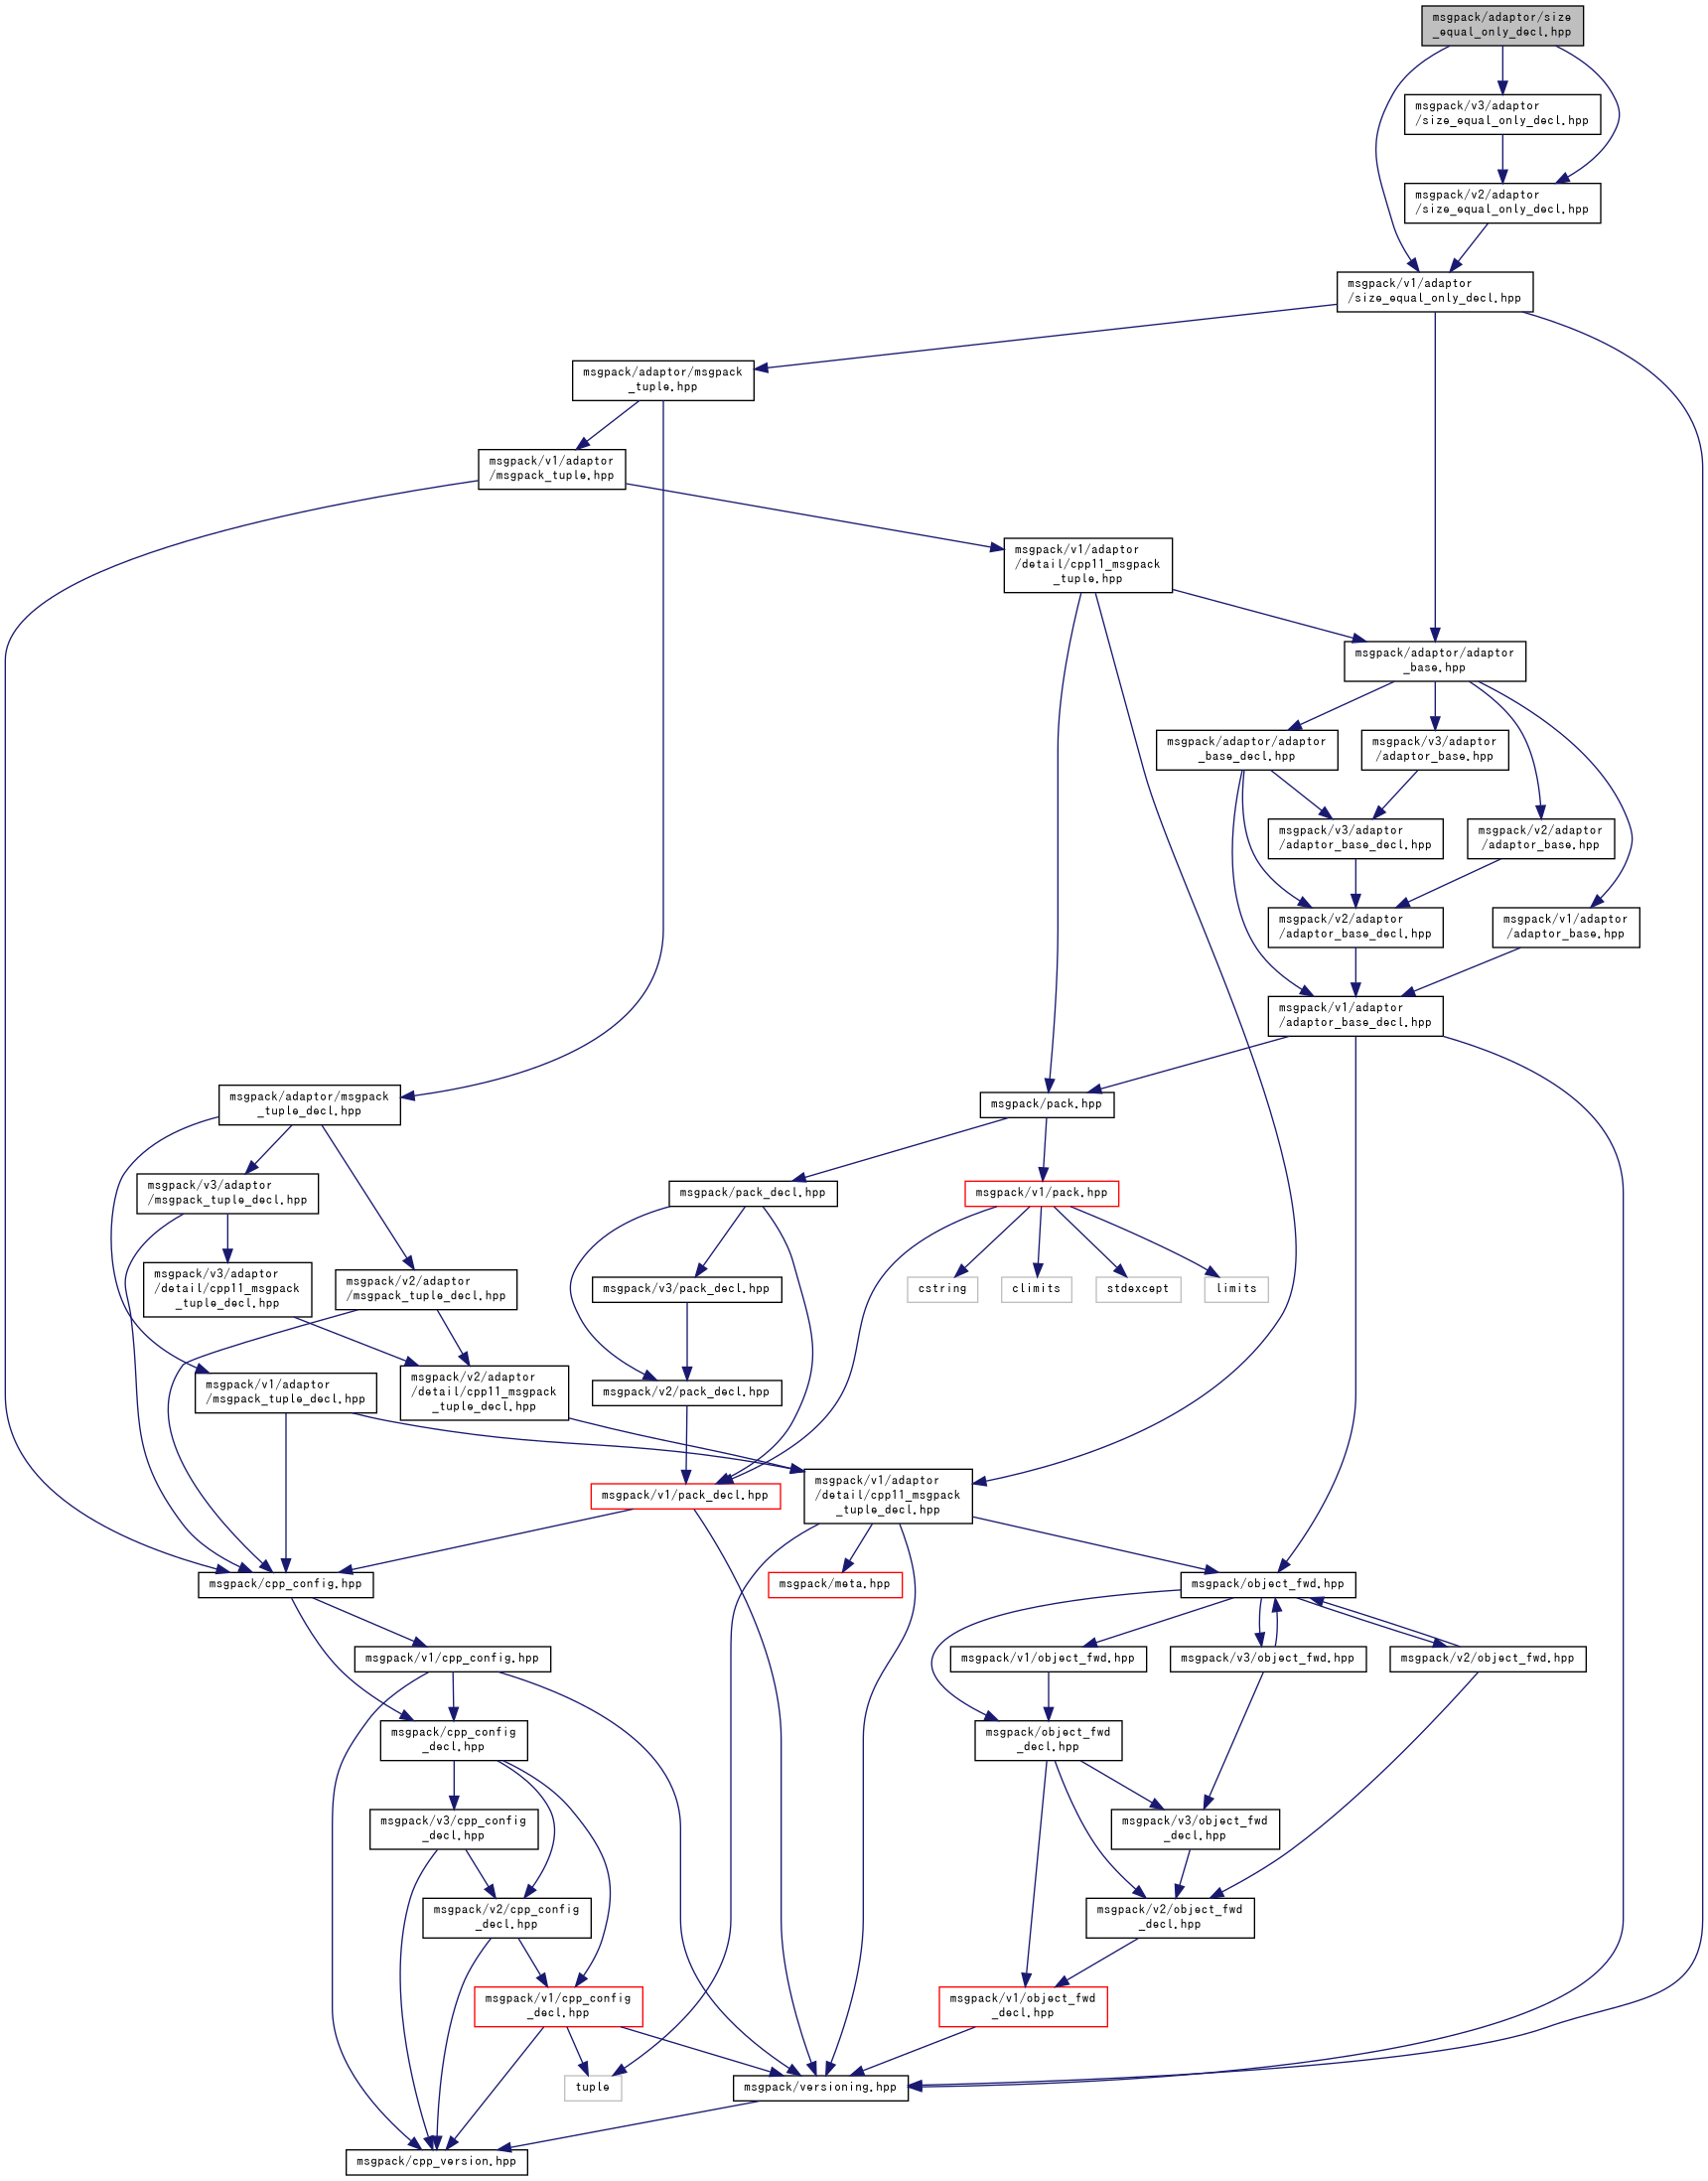 msgpack/adaptor/size
_equal_only_decl.hpp
msgpack/v3/adaptor
/size_equal_only_decl.hpp
msgpack/v2/adaptor
/size_equal_only_decl.hpp
msgpack/v1/adaptor
/size_equal_only_decl.hpp
msgpack/adaptor/msgpack
_tuple.hpp
msgpack/v1/adaptor
/msgpack_tuple.hpp
msgpack/v1/adaptor
/detail/cpp11_msgpack
_tuple.hpp
msgpack/adaptor/adaptor
_base.hpp
msgpack/adaptor/adaptor
_base_decl.hpp
msgpack/v3/adaptor
/adaptor_base.hpp
msgpack/v3/adaptor
/adaptor_base_decl.hpp
msgpack/v2/adaptor
/adaptor_base.hpp
msgpack/v2/adaptor
/adaptor_base_decl.hpp
msgpack/v1/adaptor
/adaptor_base.hpp
msgpack/v1/adaptor
/adaptor_base_decl.hpp
msgpack/adaptor/msgpack
_tuple_decl.hpp
msgpack/pack.hpp
msgpack/v3/adaptor
/msgpack_tuple_decl.hpp
msgpack/pack_decl.hpp
msgpack/v1/pack.hpp
msgpack/v3/adaptor
/detail/cpp11_msgpack
_tuple_decl.hpp
msgpack/v2/adaptor
/msgpack_tuple_decl.hpp
msgpack/v3/pack_decl.hpp
cstring
climits
stdexcept
limits
msgpack/v1/adaptor
/msgpack_tuple_decl.hpp
msgpack/v2/adaptor
/detail/cpp11_msgpack
_tuple_decl.hpp
msgpack/v2/pack_decl.hpp
msgpack/v1/pack_decl.hpp
msgpack/v1/adaptor
/detail/cpp11_msgpack
_tuple_decl.hpp
msgpack/cpp_config.hpp
msgpack/meta.hpp
msgpack/object_fwd.hpp
msgpack/v1/cpp_config.hpp
msgpack/v1/object_fwd.hpp
msgpack/v3/object_fwd.hpp
msgpack/v2/object_fwd.hpp
msgpack/cpp_config
_decl.hpp
msgpack/object_fwd
_decl.hpp
msgpack/v3/cpp_config
_decl.hpp
msgpack/v3/object_fwd
_decl.hpp
msgpack/v2/cpp_config
_decl.hpp
msgpack/v2/object_fwd
_decl.hpp
msgpack/v1/cpp_config
_decl.hpp
msgpack/v1/object_fwd
_decl.hpp
tuple
msgpack/versioning.hpp
msgpack/cpp_version.hpp